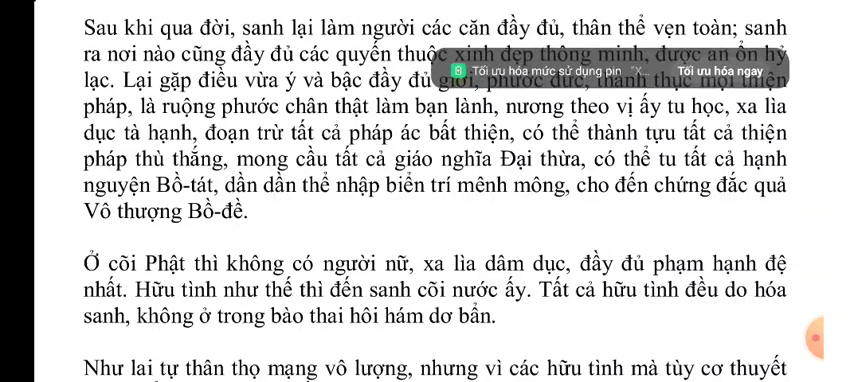 Sau khi qua đời, sanh lại làm người các căn đầy đủ, thân thể vẹn toàn; sanh
ra nơi nào cũng đầy đủ các quyến thuộc xinh đẹp thông minh, được an ổn hỷ
lạc. Lại gặp điều vừa ý và bậc đầy đủ giới, phước đức, thành thục mọi thiện
Tối ưu hóa mức sử dụng pin "X... Tối ưu hóa ngay
pháp, là ruộng phước chân thật làm bạn lành, nương theo vị ấy tu học, xa lìa
dục tà hạnh, đoạn trừ tất cả pháp ác bất thiện, có thể thành tựu tất cả thiện
pháp thù thắng, mong cầu tất cả giáo nghĩa Đại thừa, có thể tu tất cả hạnh
nguyện Bồ-tát, dần dần thể nhập biển trí mênh mông, cho đến chứng đắc quả
Vô thượng Bồ-đề.
Ở cõi Phật thì không có người nữ, xa lìa dâm dục, đầy đủ phạm hạnh đệ
nhất. Hữu tình như thế thì đến sanh cõi nước ấy. Tất cả hữu tình đều do hóa
sanh, không ở trong bào thai hôi hám dơ bẩn.
Như lai tự thân thọ mạng vô lượng, nhưng vì các hữu tình mà tùy cơ thuyết